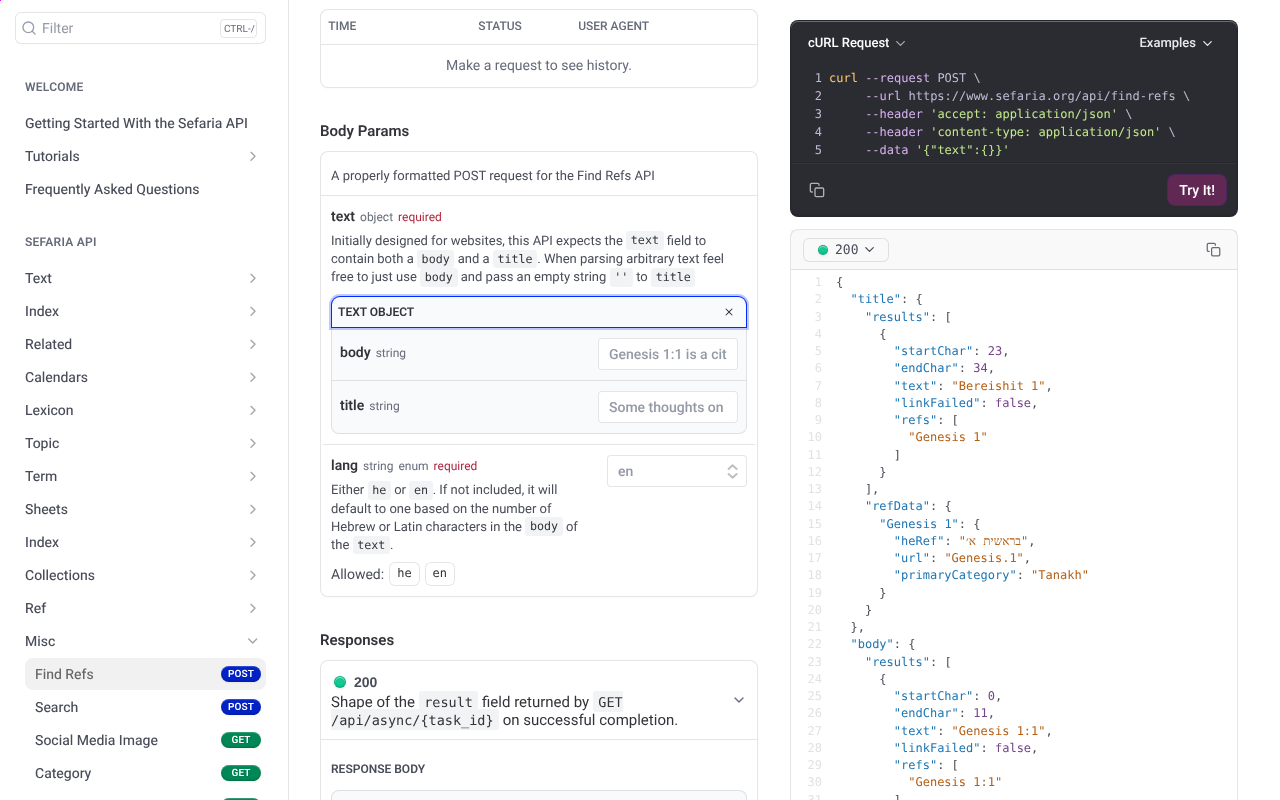 Filter CTRL-/
WELCOME
Getting Started With the Sefaria API
Tutorials
Frequently Asked Questions
SEFARIA API
Text
Index
Related
Calendars
Lexicon
Topic
Term
Sheets
Index
Collections
Ref
Misc
Find Refs POST
Search POST
Social Media Image GET
Category GET
TIME STATUS USER AGENT
Make a request to see history.
Body Params
A properly formatted POST request for the Find Refs API
text object required
Initially designed for websites, this API expects the text field to
contain both a body and a title. When parsing arbitrary text feel
free to just use body and pass an empty string '' to title
TEXT OBJECT
body string Genesis 1:1 is a cit
title string Some thoughts on
lang string enum required en
Either he or en. If not included, it will
default to one based on the number of
Hebrew or Latin characters in the body of
the text.
Allowed: he en
Responses
200
Shape of the result field returned by GET
/api/async/{task_id} on successful completion.
RESPONSE BODY
cURL Request Examples
1 curl --request POST \
2 --url https://www.sefaria.org/api/find-refs \
3 --header 'accept: application/json' \
4 --header 'content-type: application/json' \
5 --data '{"text":{}}'
Try It!
200
1 {
2 "title": {
3 "results": [
4 {
5 "startChar": 23,
6 "endChar": 34,
7 "text": "Bereishit 1",
8 "linkFailed": false,
9 "refs": [
10 "Genesis 1"
11 ]
12 }
13 ],
14 "refData": {
15 "Genesis 1": {
16 "heRef": "בראשית א׳",
17 "url": "Genesis.1",
18 "primaryCategory": "Tanakh"
19 }
20 }
21 },
22 "body": {
23 "results": [
24 {
25 "startChar": 0,
26 "endChar": 11,
27 "text": "Genesis 1:1",
28 "linkFailed": false,
29 "refs": [
30 "Genesis 1:1"
31 ]